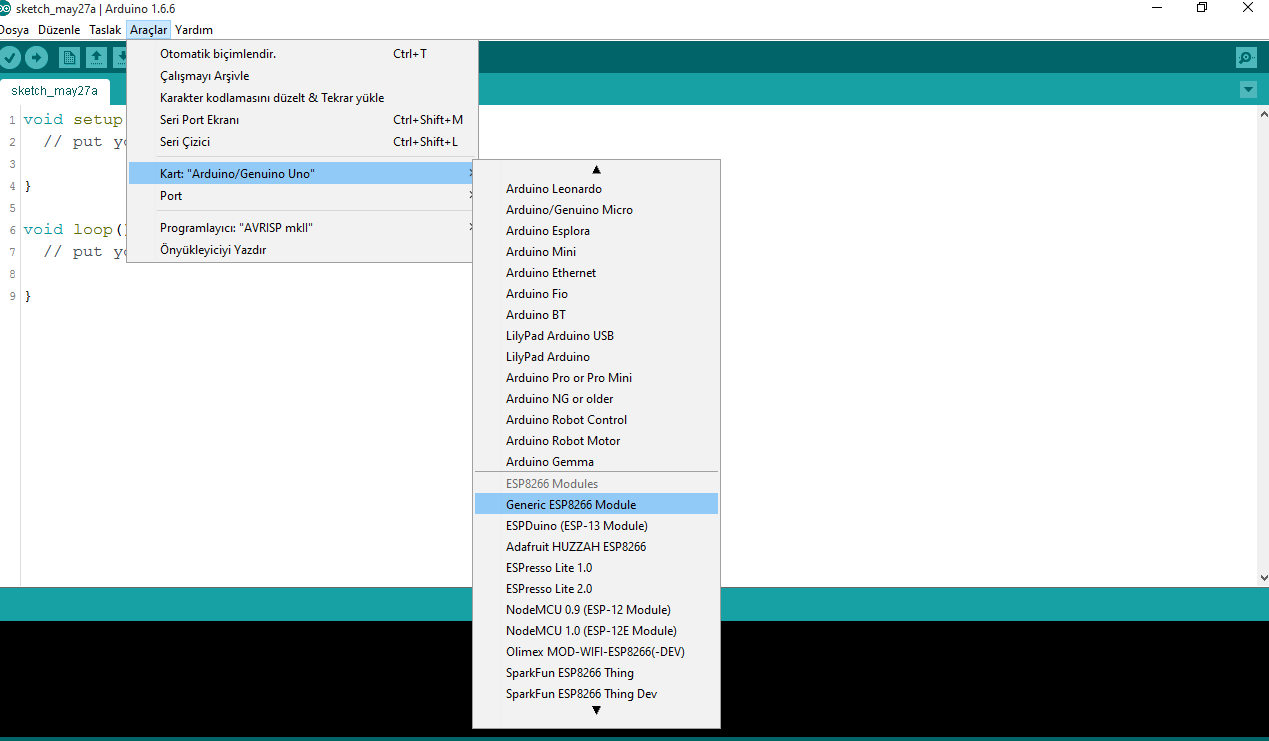 sketch_may27a | Arduino 1.6.6
Dosya Düzenle Taslak Araçlar Yardım
sketch_may27a
Otomatik biçimlendir. Ctrl+T
Çalışmayı Arşivle
Karakter kodlamasını düzelt & Tekrar yükle
Seri Port Ekranı Ctrl+Shift+M
Seri Çizici Ctrl+Shift+L
Kart: "Arduino/Genuino Uno"
Port
Programlayıcı: "AVRISP mkII"
Önyükleyiciyi Yazdır
1 void setup
2 // put yo
3
4 }
5
6 void loop()
7 // put yo
8
9 }
Arduino Leonardo
Arduino/Genuino Micro
Arduino Esplora
Arduino Mini
Arduino Ethernet
Arduino Fio
Arduino BT
LilyPad Arduino USB
LilyPad Arduino
Arduino Pro or Pro Mini
Arduino NG or older
Arduino Robot Control
Arduino Robot Motor
Arduino Gemma
ESP8266 Modules
Generic ESP8266 Module
ESPDuino (ESP-13 Module)
Adafruit HUZZAH ESP8266
ESPresso Lite 1.0
ESPresso Lite 2.0
NodeMCU 0.9 (ESP-12 Module)
NodeMCU 1.0 (ESP-12E Module)
Olimex MOD-WIFI-ESP8266(-DEV)
SparkFun ESP8266 Thing
SparkFun ESP8266 Thing Dev